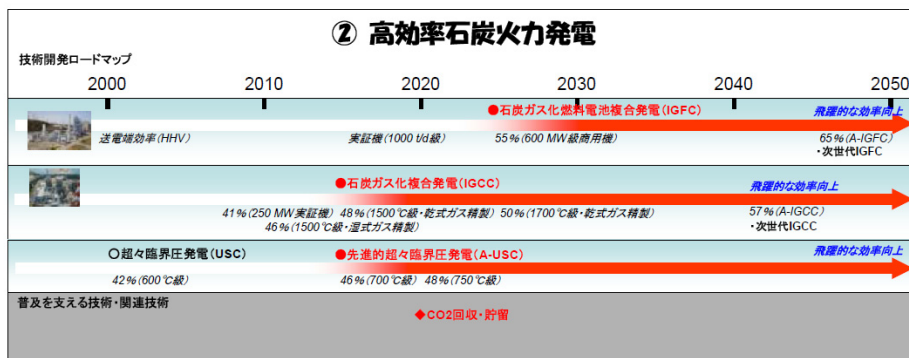 ② 高効率石炭火力発電
技術開発ロードマップ
2000 2010 2020 2030 2040 2050
●石炭ガス化燃料電池複合発電(IGFC) 飛躍的な効率向上
送電端効率(HHV) 実証機(1000 t/d級) 55%(600 MW級商用機) 65%(A-IGFC)
・次世代IGFC
●石炭ガス化複合発電(IGCC) 飛躍的な効率向上
41%(250 MW実証機) 48%(1500℃級・乾式ガス精製) 50%(1700℃級・乾式ガス精製) 57%(A-IGCC)
46%(1500℃級・湿式ガス精製) ・次世代IGCC
○超々臨界圧発電(USC) ●先進的超々臨界圧発電(A-USC) 飛躍的な効率向上
42%(600℃級) 46%(700℃級) 48%(750℃級)
普及を支える技術・関連技術
◆CO2回収・貯留